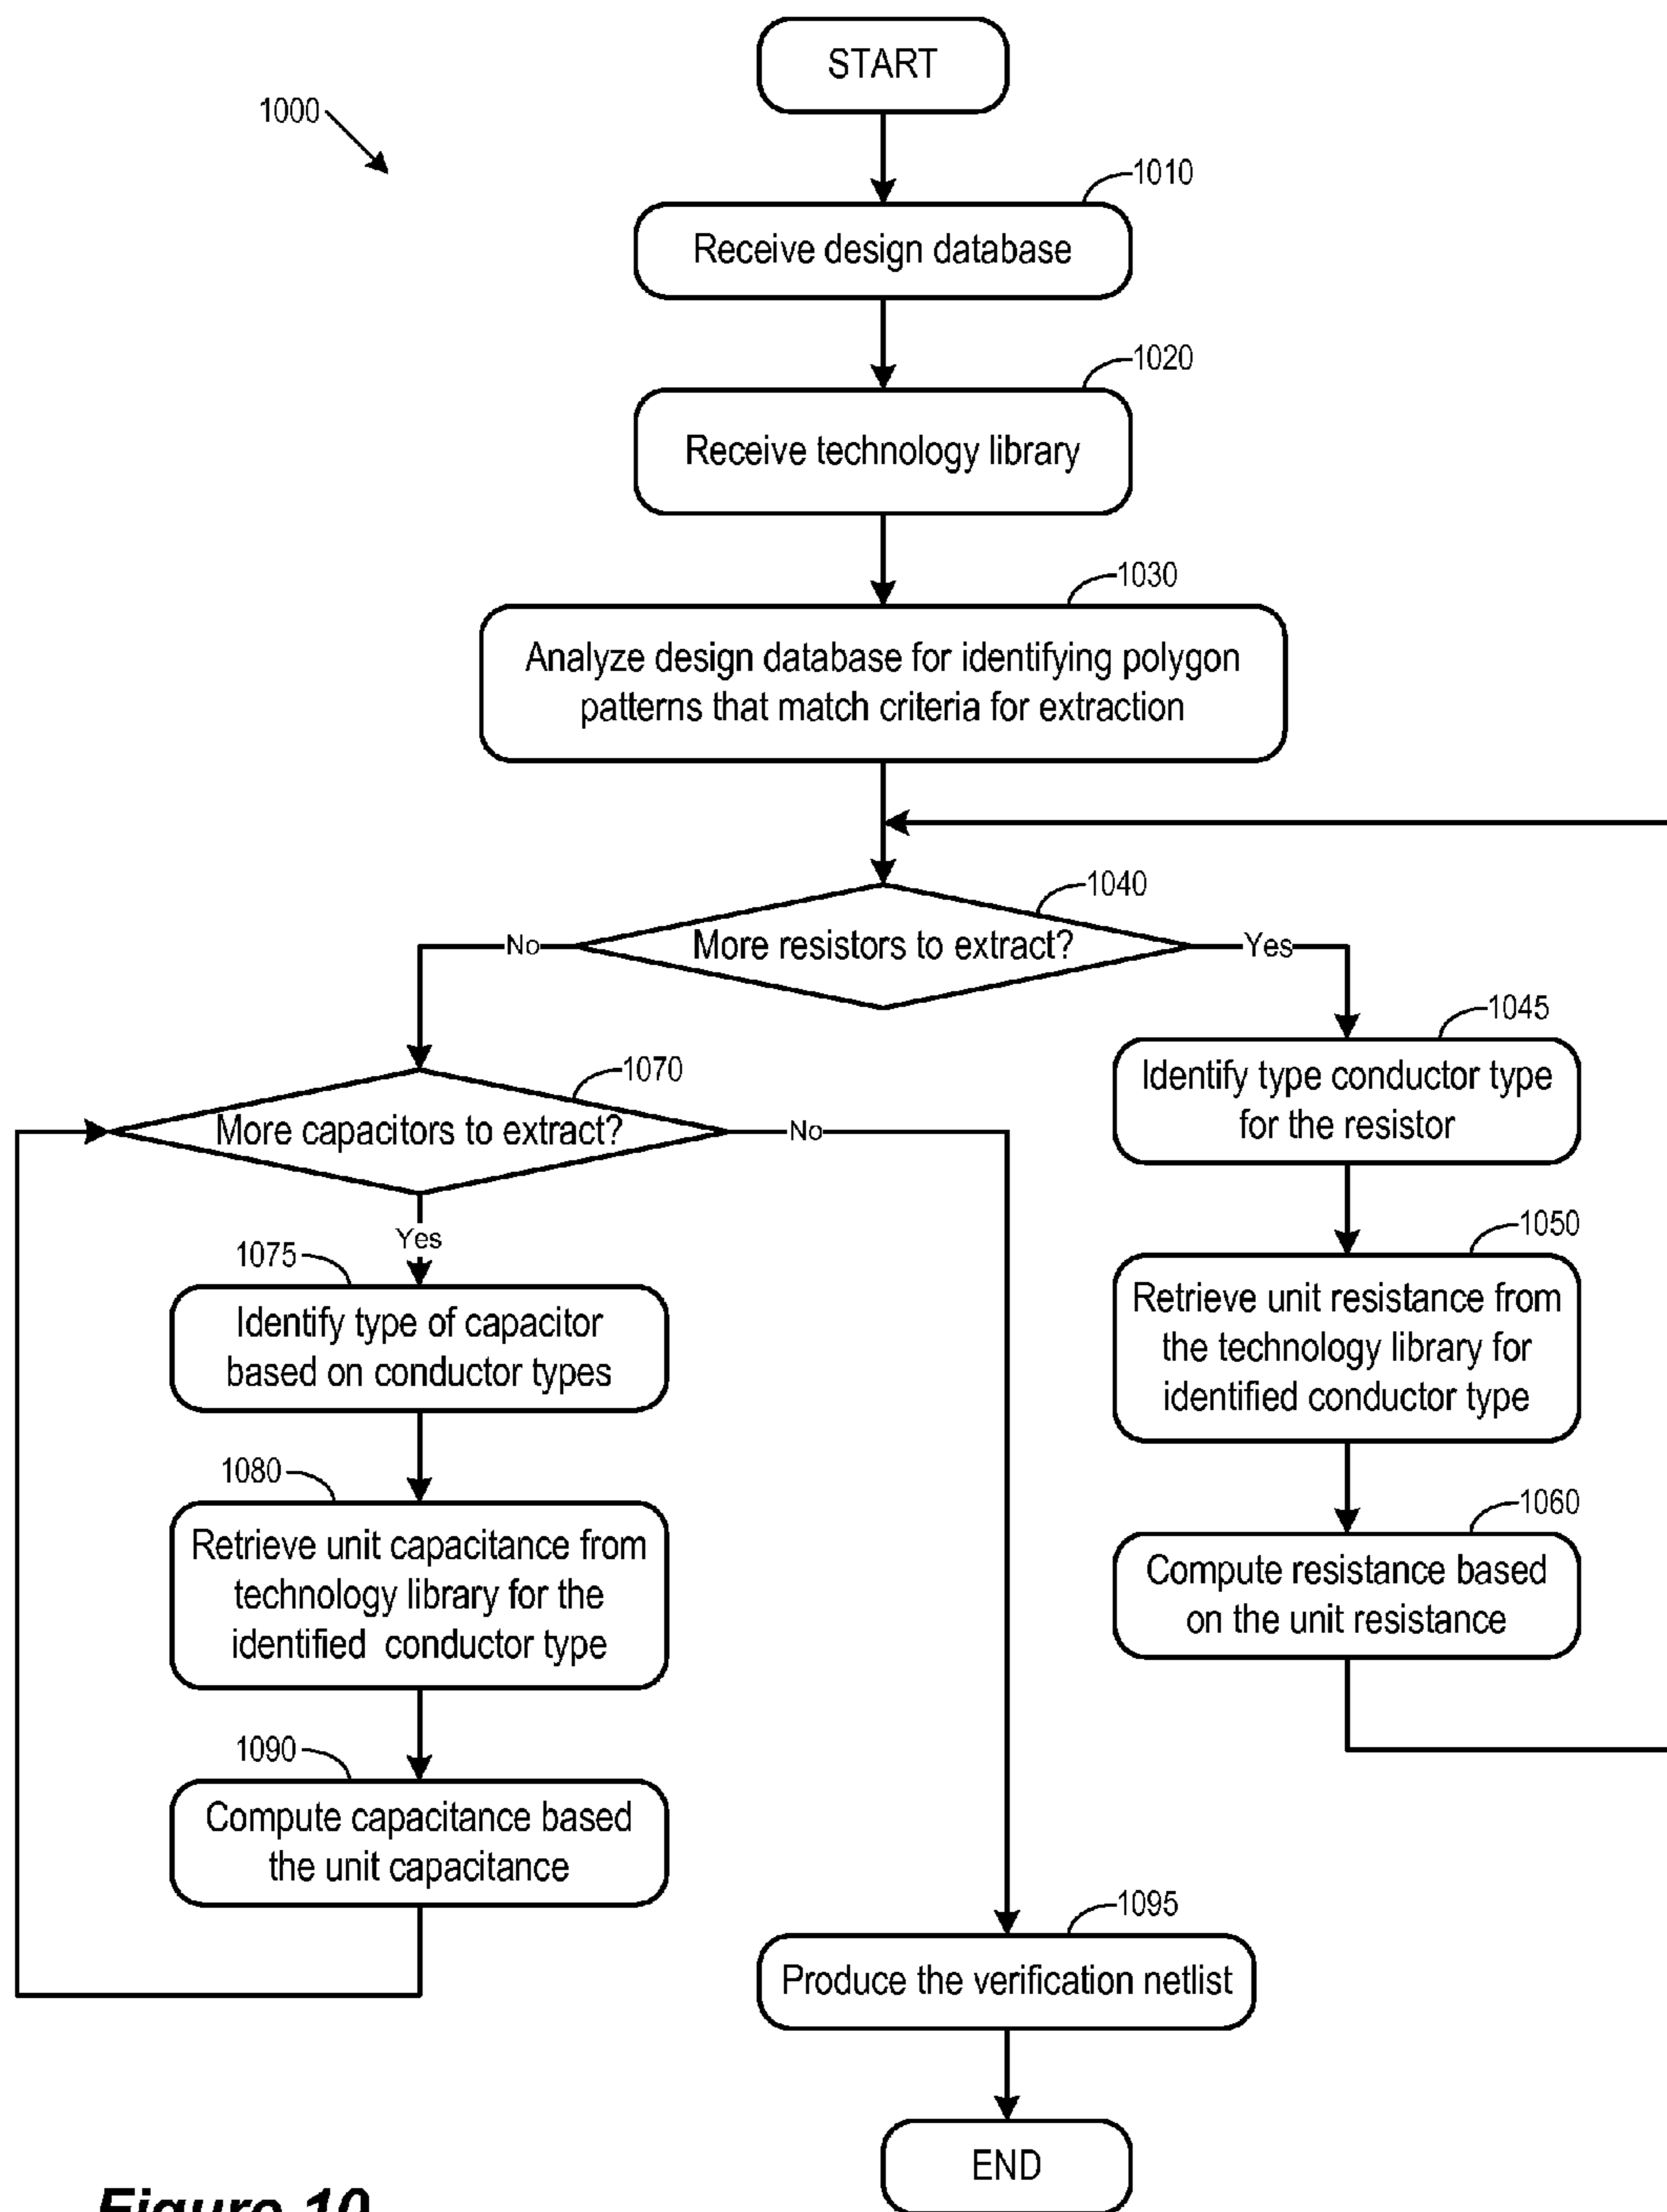 START
1000
1010
Receive design database
1020
Receive technology library
1030
Analyze design database for identifying polygon
patterns that match criteria for extraction
1040
More resistors to extract?
No
Yes
1045
Identify type conductor type
for the resistor
1070
More capacitors to extract?
No
Yes
1050
Retrieve unit resistance from
the technology library for
identified conductor type
1075
Identify type of capacitor
based on conductor types
1060
Compute resistance based
on the unit resistance
1080
Retrieve unit capacitance from
technology library for the
identified conductor type
1090
Compute capacitance based
the unit capacitance
1095
Produce the verification netlist
END
Figure 10